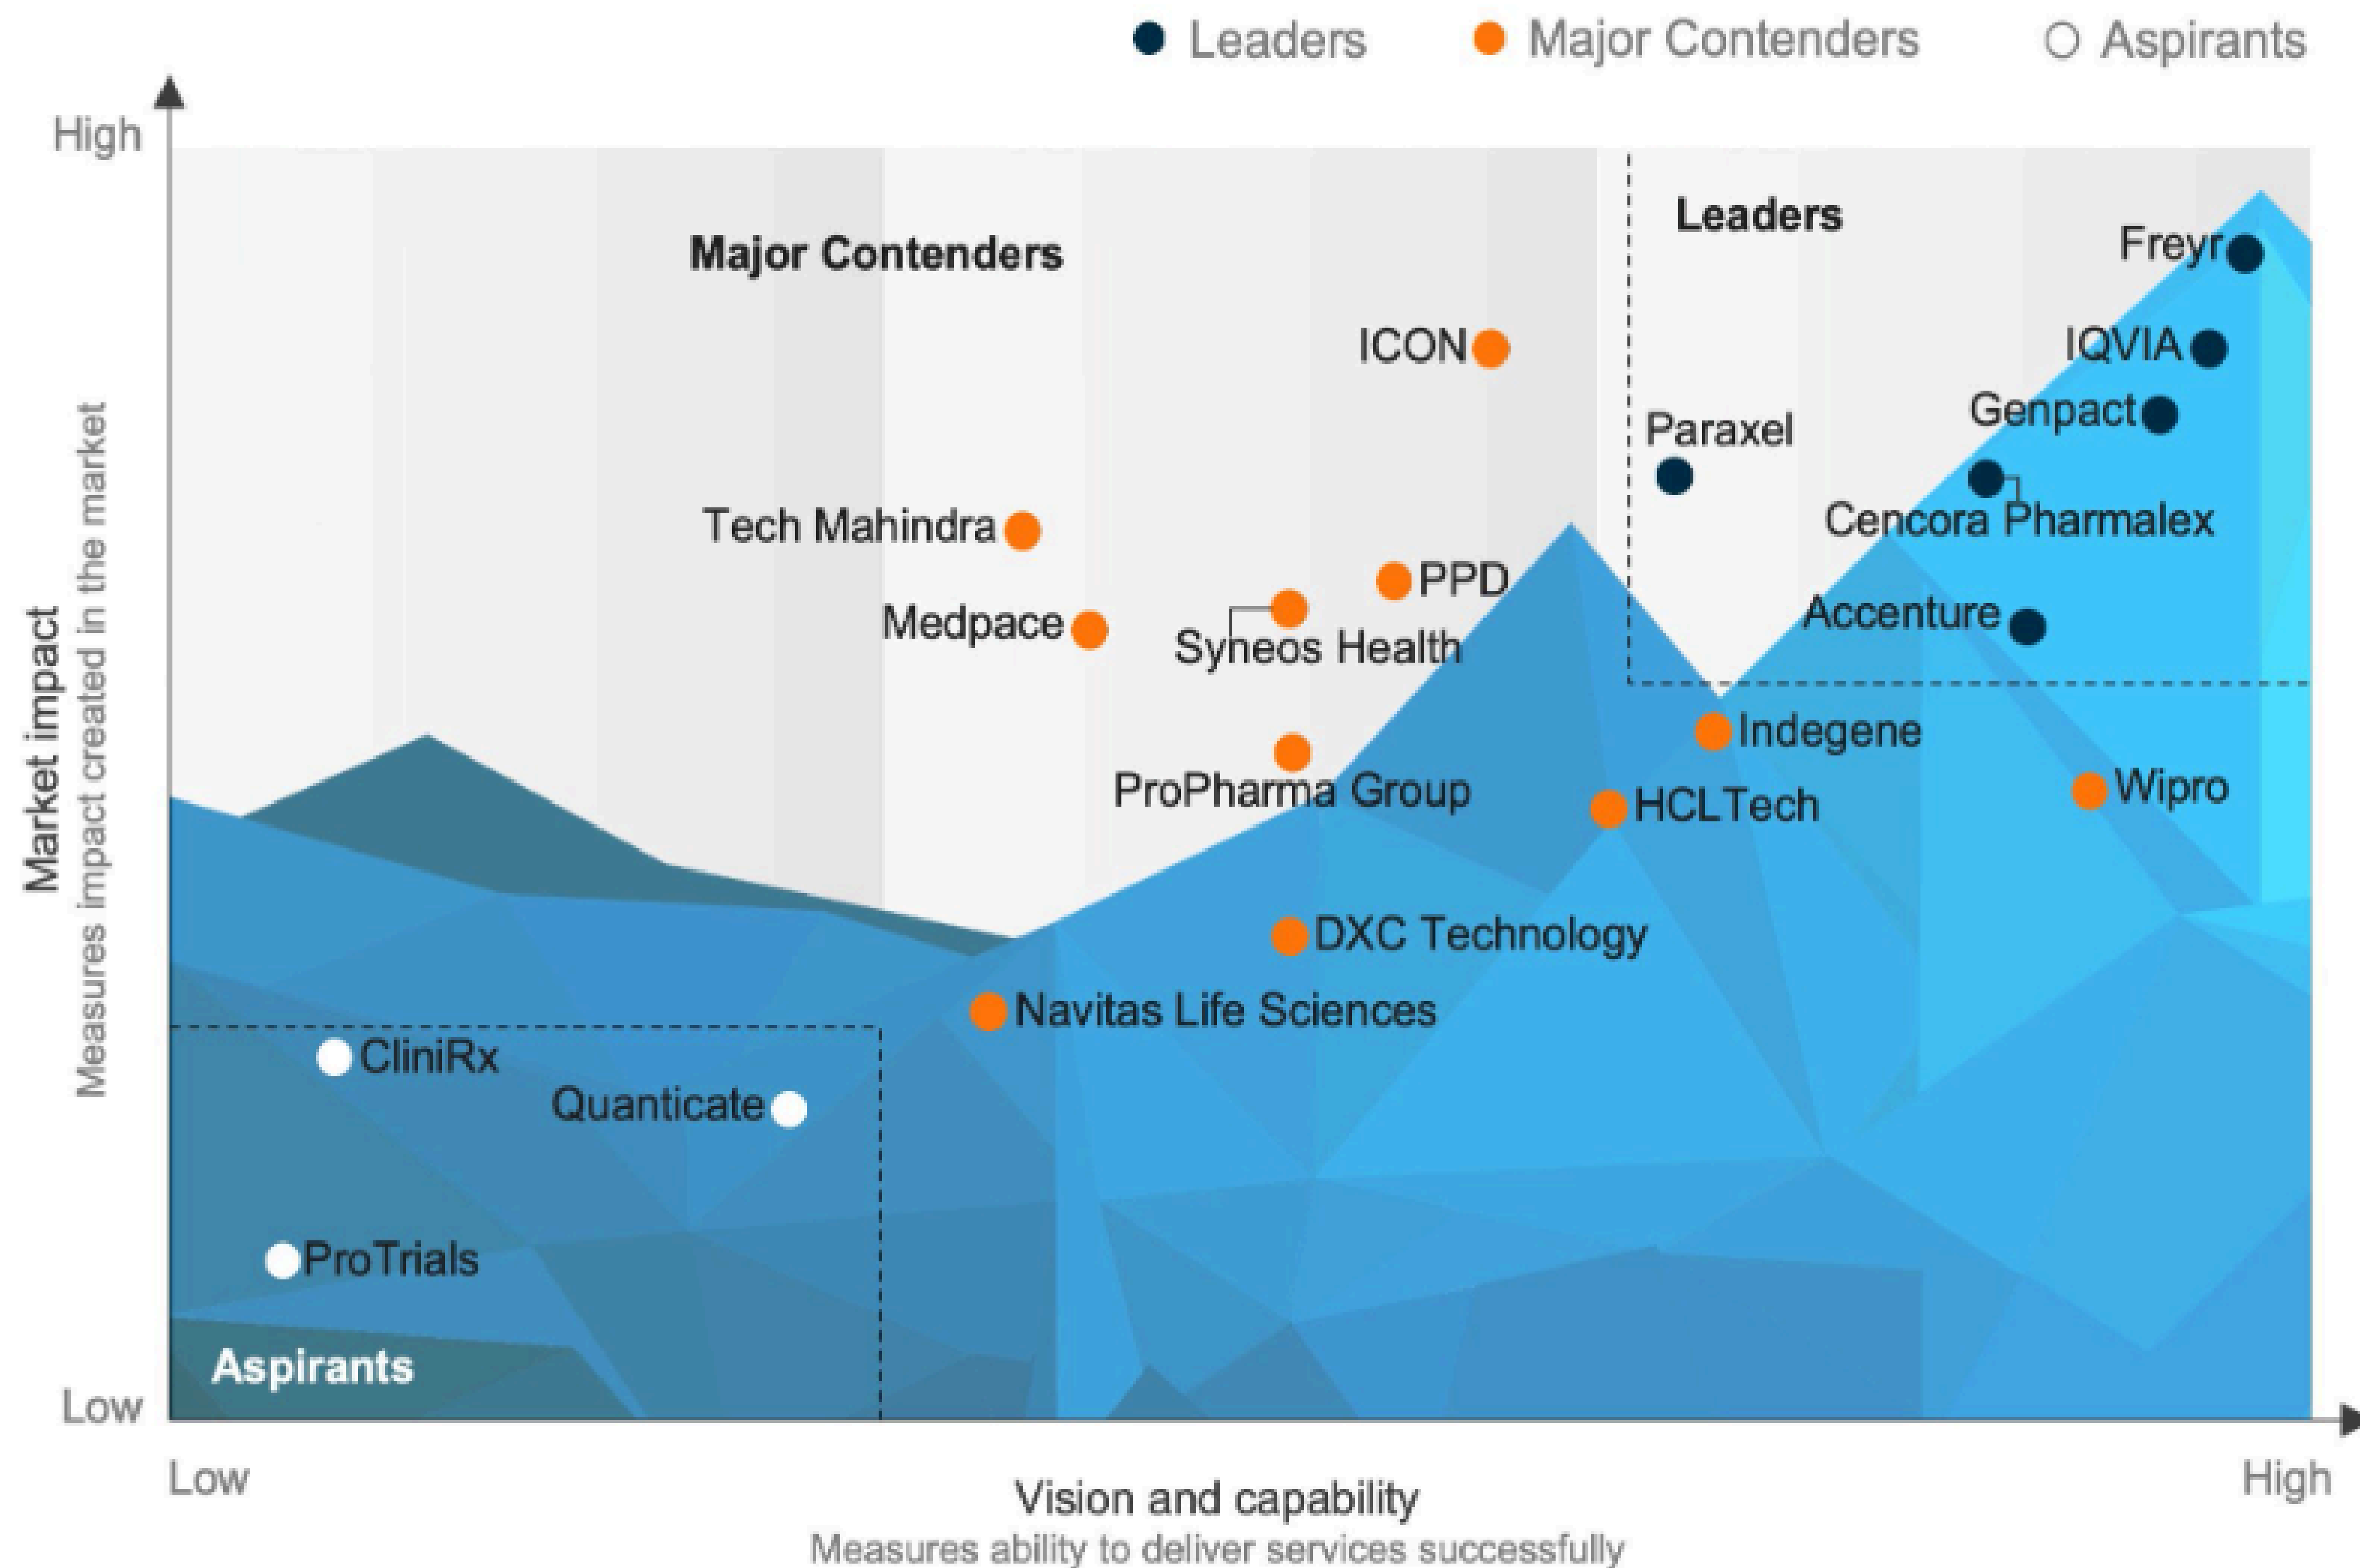 Leaders
Major Contenders
Aspirants
High
Market impact
Measures impact created in the market
Major Contenders
Leaders
Freyr
ICON
IQVIA
Genpact
Paraxel
Cencora Pharmalex
Tech Mahindra
PPD
Medpace
Syneos Health
Accenture
Indegene
ProPharma Group
HCLTech
Wipro
DXC Technology
Navitas Life Sciences
CliniRx
Quanticate
ProTrials
Aspirants
Low
Low
High
Vision and capability
Measures ability to deliver services successfully